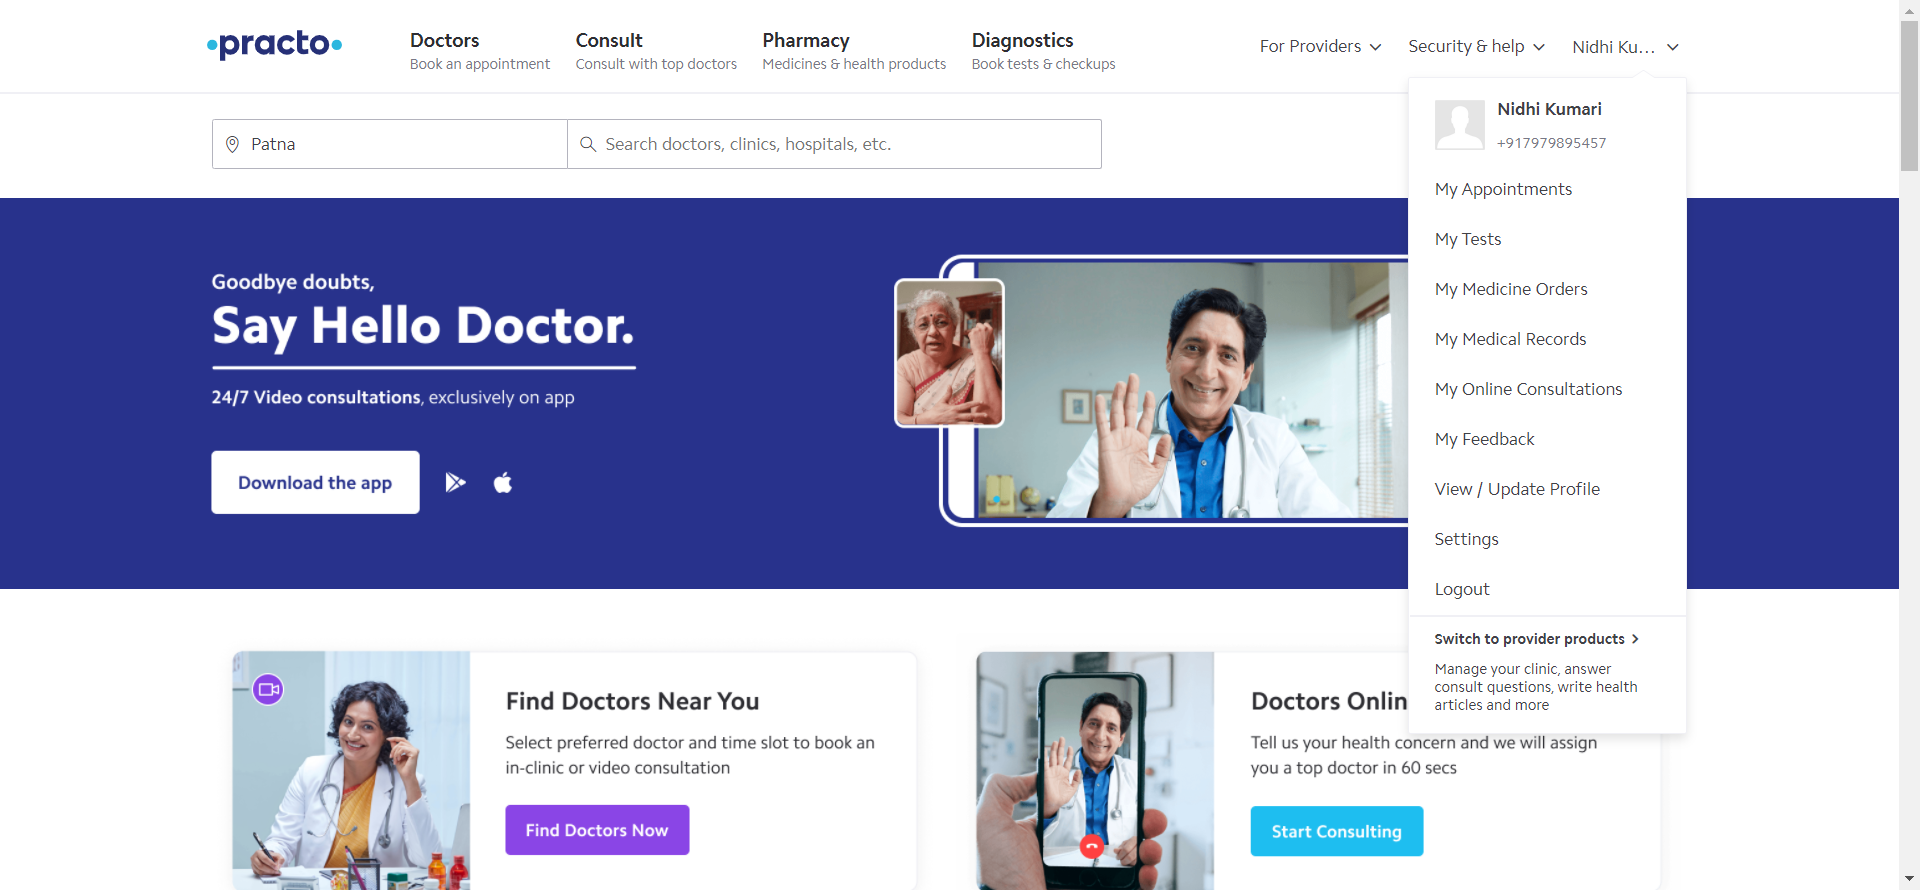 practo
Doctors
Book an appointment
Consult
Consult with top doctors
Pharmacy
Medicines & health products
Diagnostics
Book tests & checkups
For Providers
Security & help
Nidhi Ku...
Patna
Search doctors, clinics, hospitals, etc.
Nidhi Kumari
+917979895457
My Appointments
My Tests
My Medicine Orders
My Medical Records
My Online Consultations
My Feedback
View / Update Profile
Settings
Logout
Switch to provider products
Manage your clinic, answer
consult questions, write health
articles and more
Goodbye doubts,
Say Hello Doctor.
24/7 Video consultations, exclusively on app
Download the app
Find Doctors Near You
Select preferred doctor and time slot to book an
in-clinic or video consultation
Find Doctors Now
Doctors Onlin
Tell us your health concern and we will assign
you a top doctor in 60 secs
Start Consulting